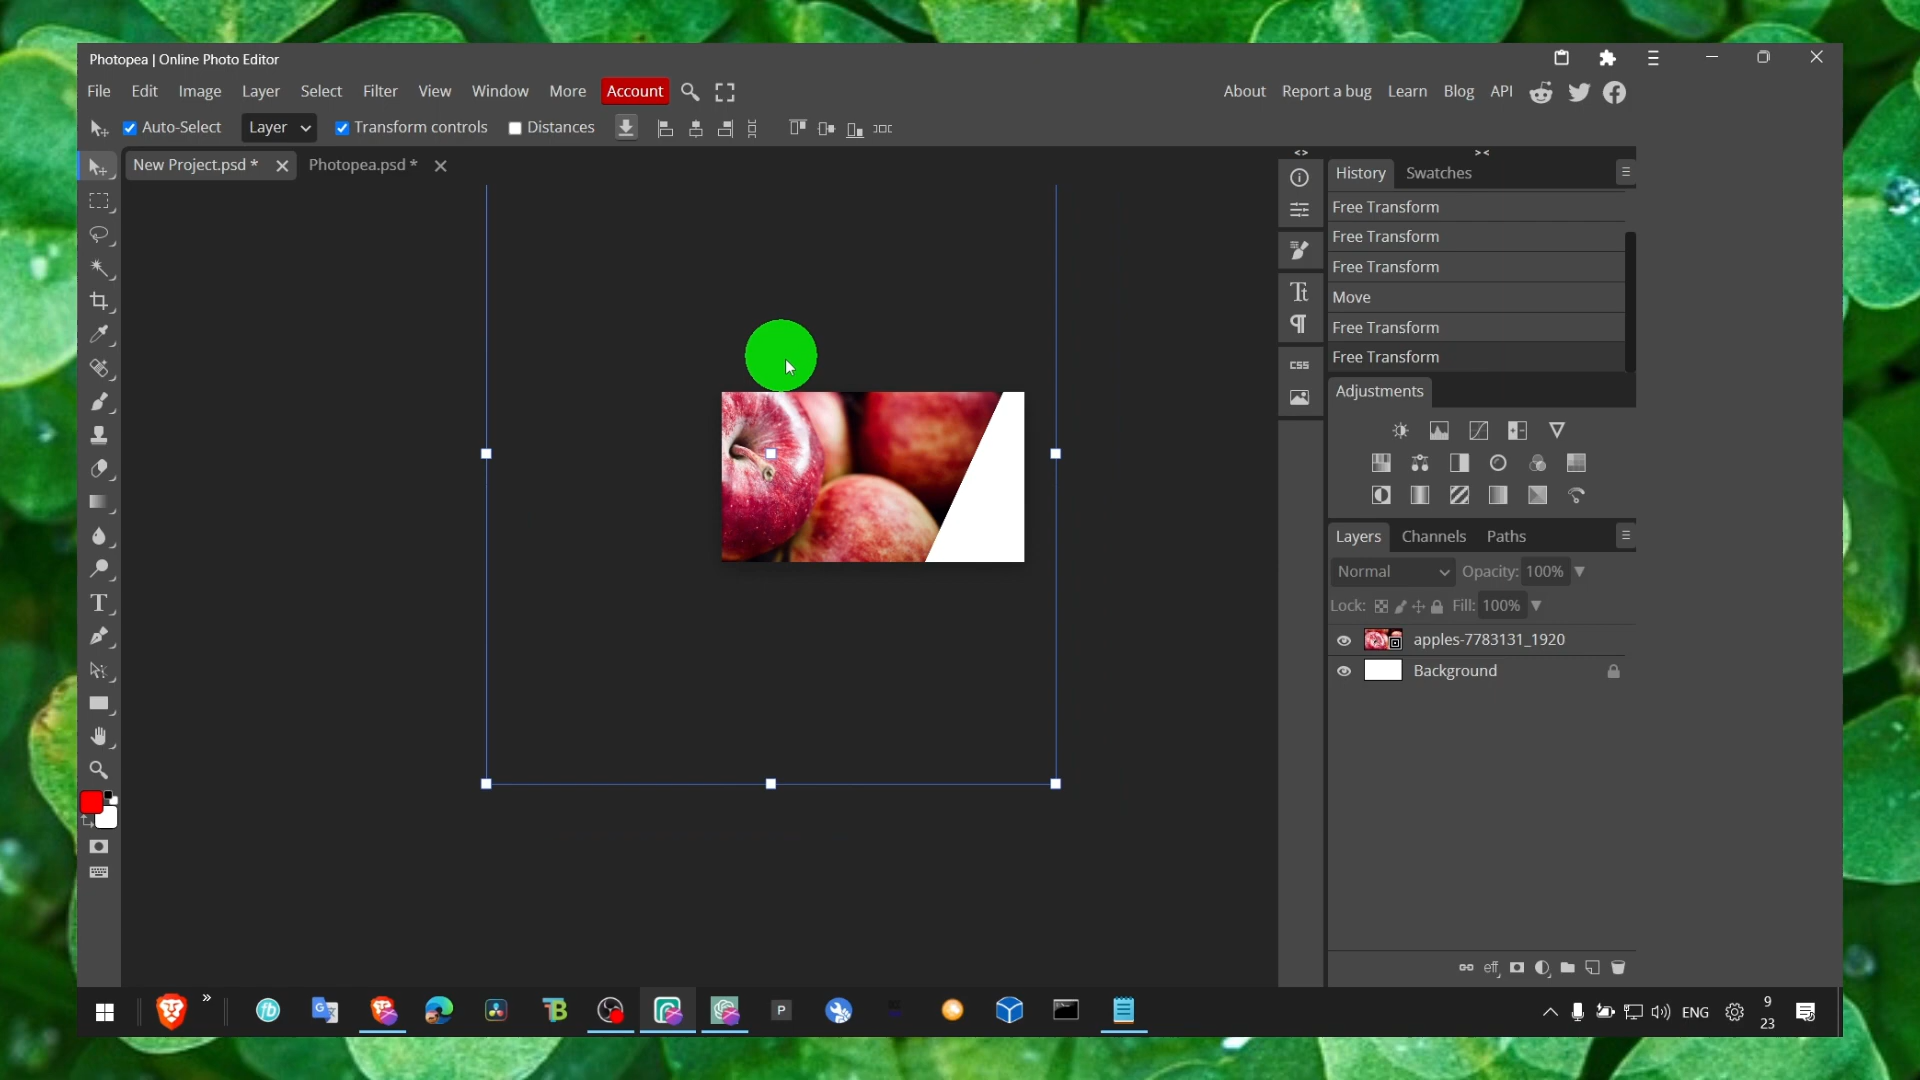 Photopea | Online Photo Editor
File Edit Image Layer Select Filter View Window More Account About Report a bug Learn Blog API
Auto-Select Layer Transform controls Distances
New Project.psd * Photopea.psd *
History Swatches
Free Transform
Free Transform
Free Transform
Move
Free Transform
Free Transform
CSS
Adjustments
Layers Channels Paths
Normal Opacity: 100%
Lock: Fill: 100%
apples-7783131_1920
Background
eff
ENG
9
23